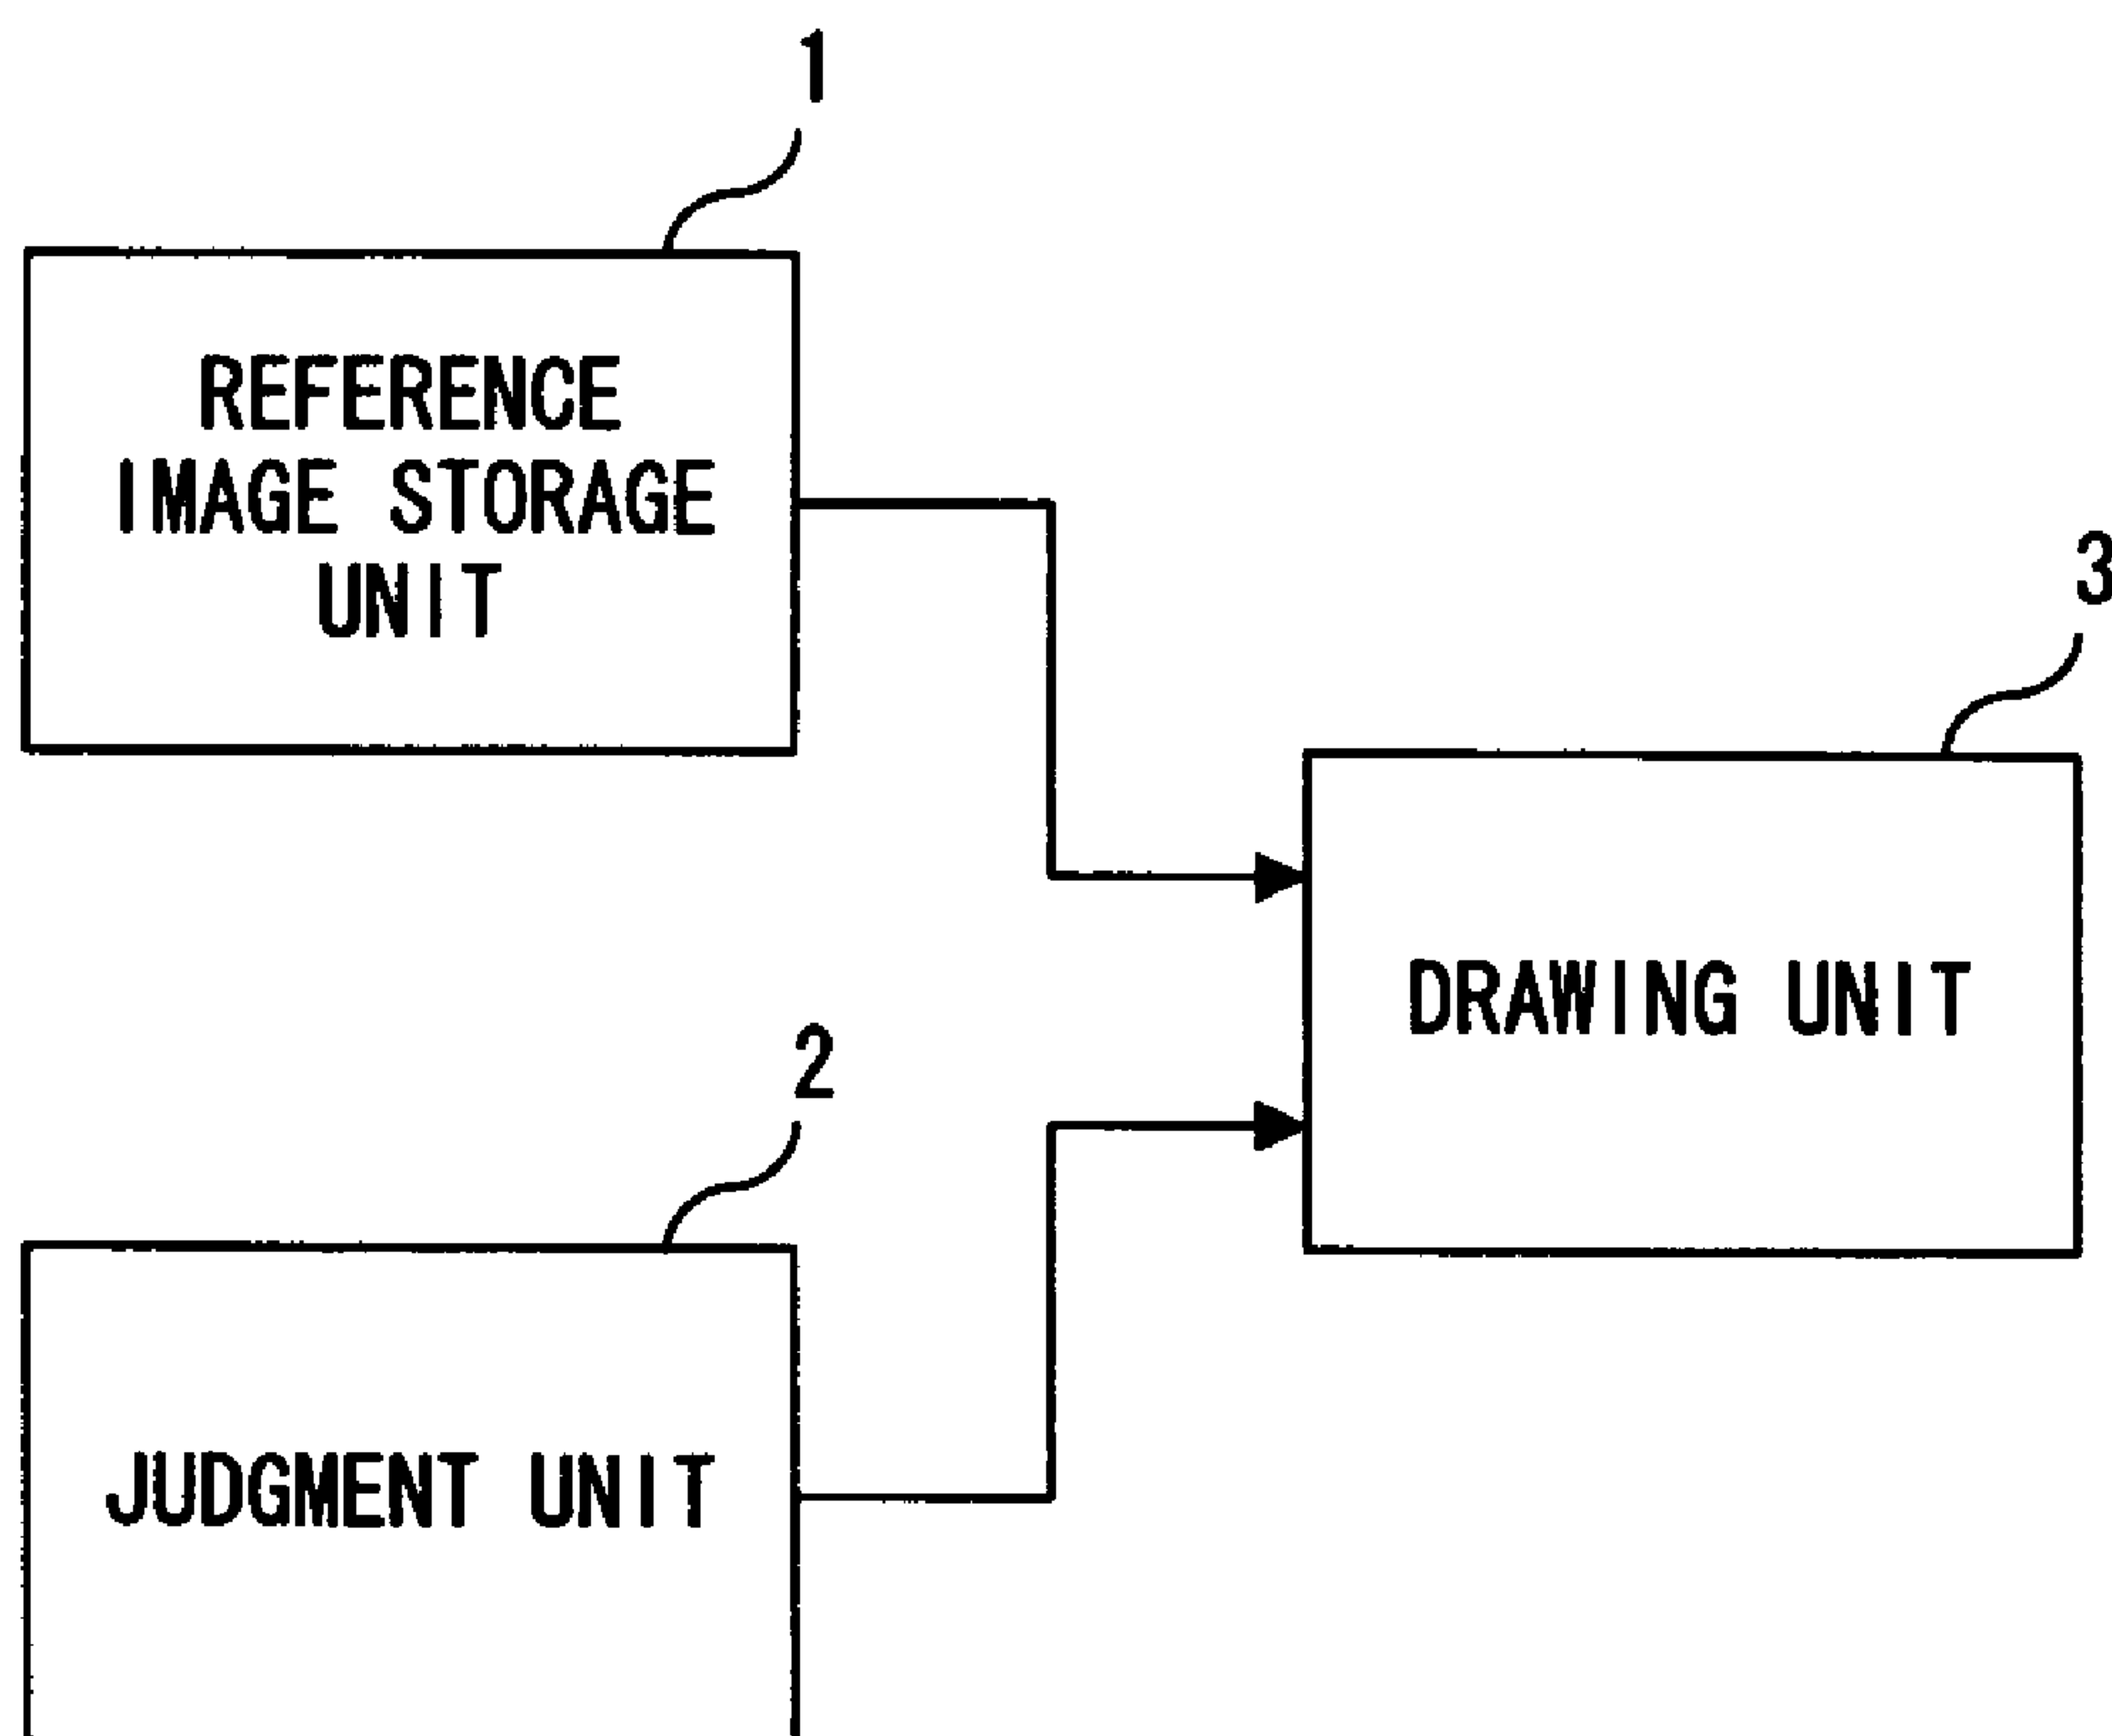 1
REFERENCE
IMAGE STORAGE
UNIT
3
DRAWING UNIT
2
JUDGMENT UNIT